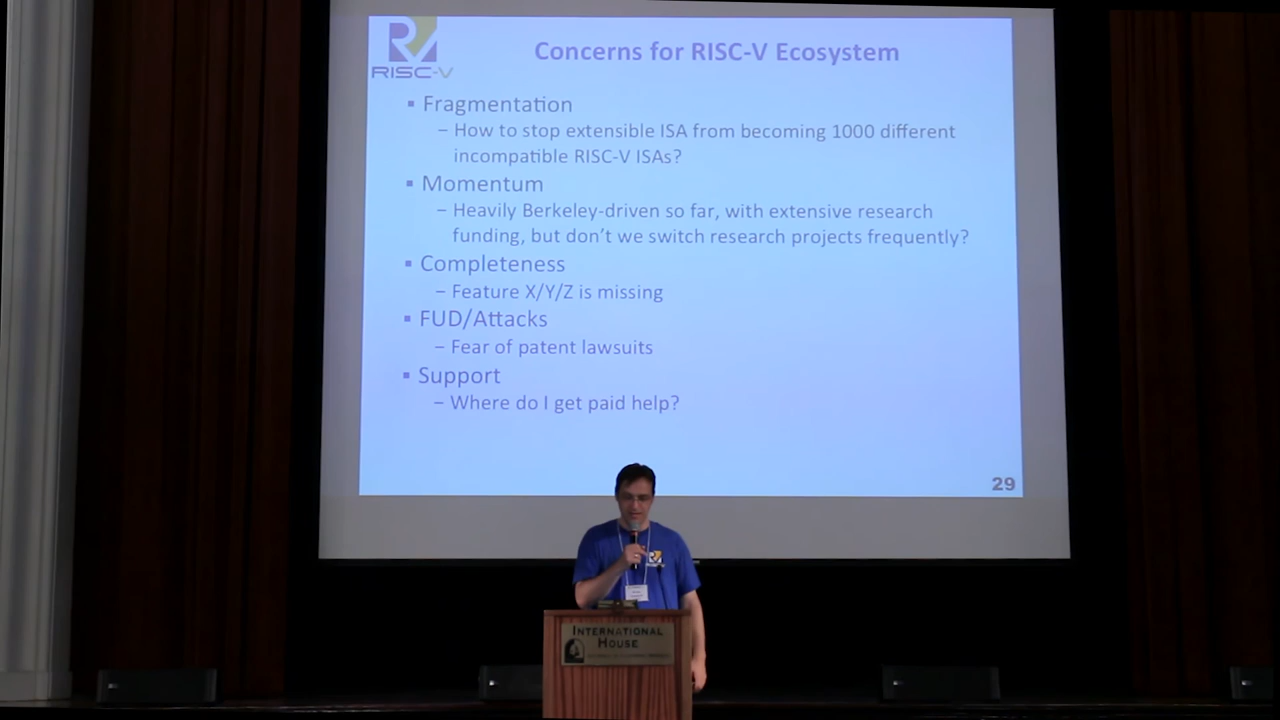 RISC-V
Concerns for RISC-V Ecosystem
▪ Fragmentation
– How to stop extensible ISA from becoming 1000 different
incompatible RISC-V ISAs?
▪ Momentum
– Heavily Berkeley-driven so far, with extensive research
funding, but don't we switch research projects frequently?
▪ Completeness
– Feature X/Y/Z is missing
▪ FUD/Attacks
– Fear of patent lawsuits
▪ Support
– Where do I get paid help?
29
INTERNATIONAL
HOUSE